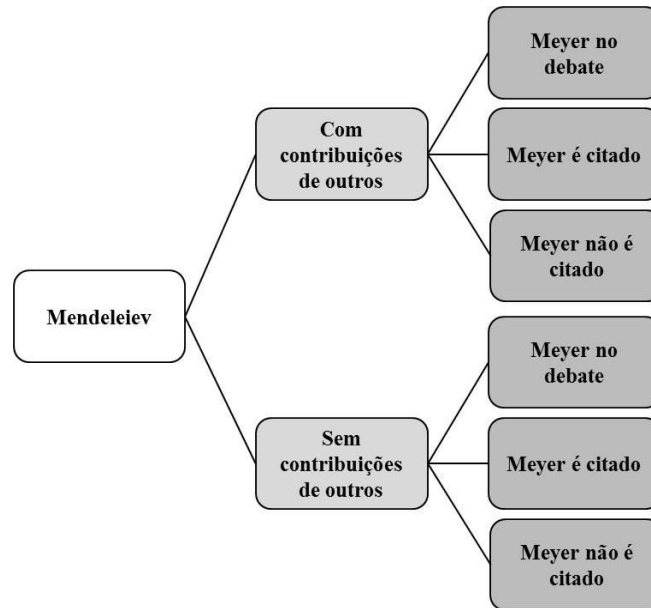 Mendeleiev
Com
contribuições
de outros
Meyer no
debate
Meyer é citado
Meyer não é
citado
Sem
contribuições
de outros
Meyer no
debate
Meyer é citado
Meyer não é
citado